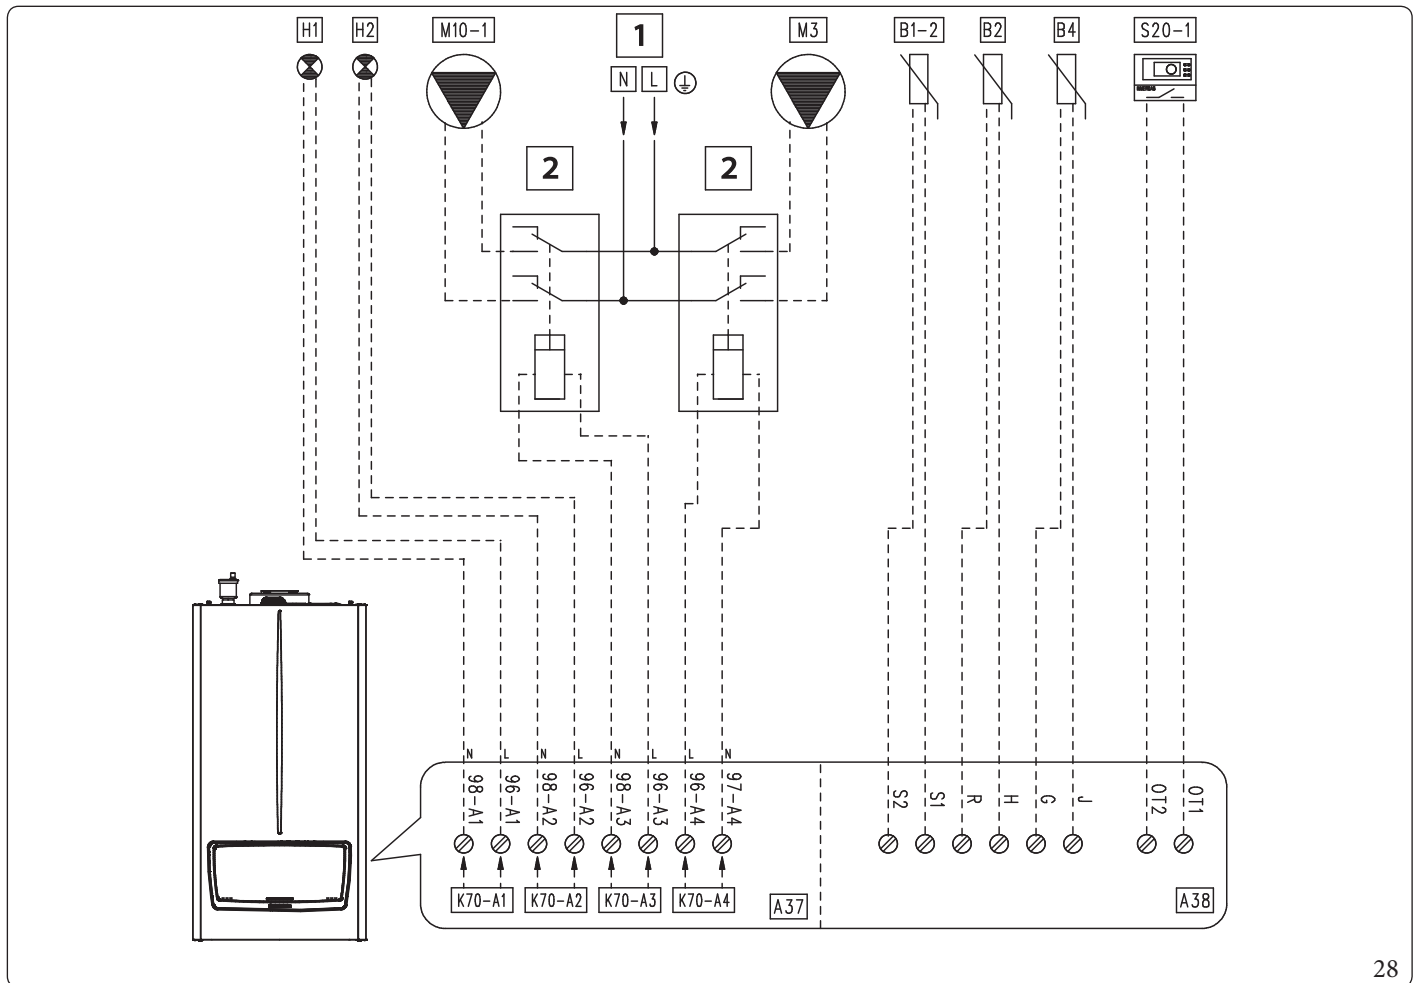 H1 H2 M10-1 1 M3 B1-2 B2 B4 S20-1
N L
2 2
N L N L N L L N
98-A1 96-A1 98-A2 96-A2 98-A3 96-A3 96-A4 97-A4 S2 S1 R H G J OT2 OT1
K70-A1 K70-A2 K70-A3 K70-A4 A37 A38
28